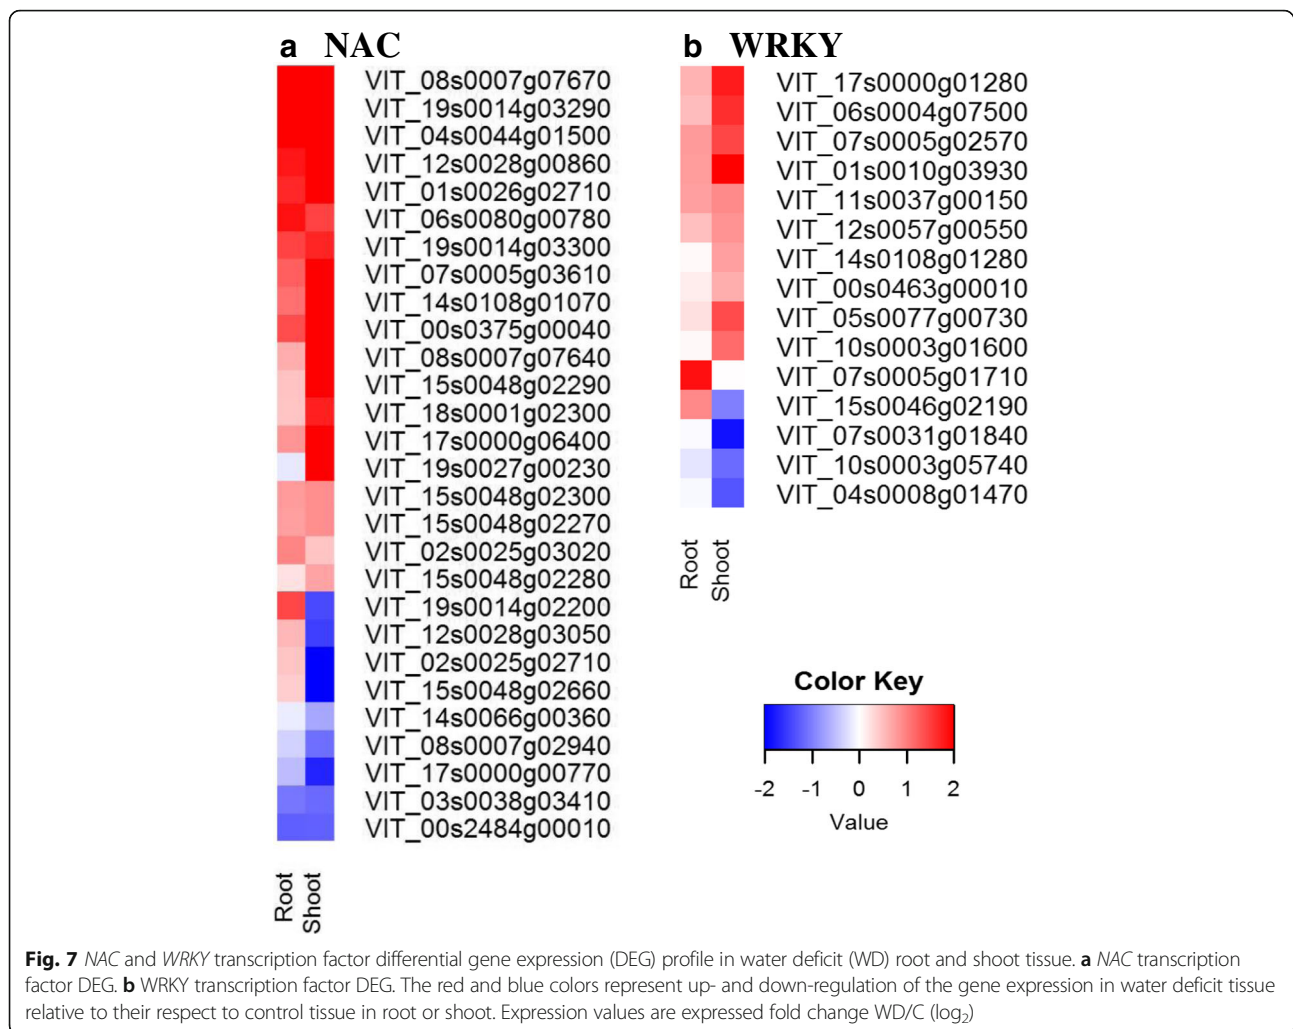 a NAC
VIT_08s0007g07670
VIT_19s0014g03290
VIT_04s0044g01500
VIT_12s0028g00860
VIT_01s0026g02710
VIT_06s0080g00780
VIT_19s0014g03300
VIT_07s0005g03610
VIT_14s0108g01070
VIT_00s0375g00040
VIT_08s0007g07640
VIT_15s0048g02290
VIT_18s0001g02300
VIT_17s0000g06400
VIT_19s0027g00230
VIT_15s0048g02300
VIT_15s0048g02270
VIT_02s0025g03020
VIT_15s0048g02280
VIT_19s0014g02200
VIT_12s0028g03050
VIT_02s0025g02710
VIT_15s0048g02660
VIT_14s0066g00360
VIT_08s0007g02940
VIT_17s0000g00770
VIT_03s0038g03410
VIT_00s2484g00010
Root
Shoot
b WRKY
VIT_17s0000g01280
VIT_06s0004g07500
VIT_07s0005g02570
VIT_01s0010g03930
VIT_11s0037g00150
VIT_12s0057g00550
VIT_14s0108g01280
VIT_00s0463g00010
VIT_05s0077g00730
VIT_10s0003g01600
VIT_07s0005g01710
VIT_15s0046g02190
VIT_07s0031g01840
VIT_10s0003g05740
VIT_04s0008g01470
Root
Shoot
Color Key
-2 -1 0 1 2
Value
Fig. 7 NAC and WRKY transcription factor differential gene expression (DEG) profile in water deficit (WD) root and shoot tissue. a NAC transcription
factor DEG. b WRKY transcription factor DEG. The red and blue colors represent up- and down-regulation of the gene expression in water deficit tissue
relative to their respect to control tissue in root or shoot. Expression values are expressed fold change WD/C (log₂)